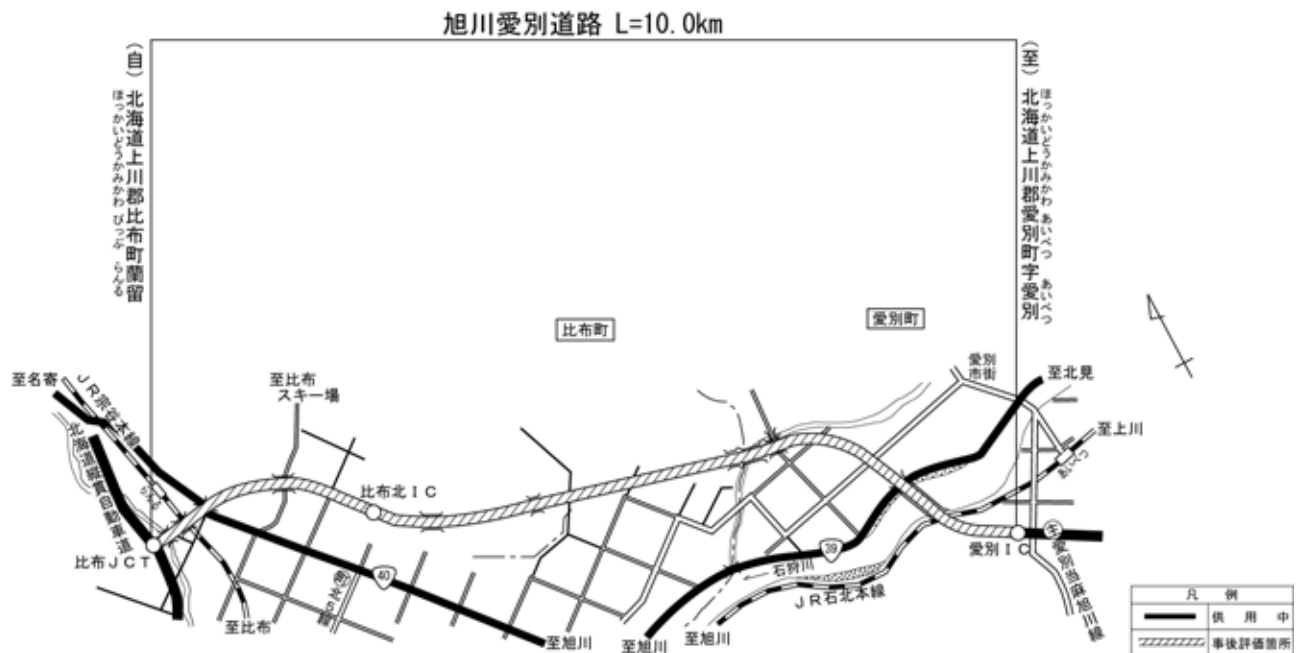 旭川愛別道路 L=10.0km
(自)北海道上川郡比布町蘭留
ほっかいどうかみかわ ぴっぷ らんる
(至)北海道上川郡愛別町字愛別
ほっかいどうかみかわ あいべつ あいべつ
比布町
愛別町
至名寄
JR宗谷本線
北海道縦貫自動車道
らんる
至比布
スキー場
比布北IC
比布JCT
至比布
40
至旭川
至旭川
至旭川
39
石狩川
JR石北本線
愛別
市街
至北見
至上川
あいべつ
愛別IC
主
愛別当麻旭川線
凡例
供用中
事後評価箇所